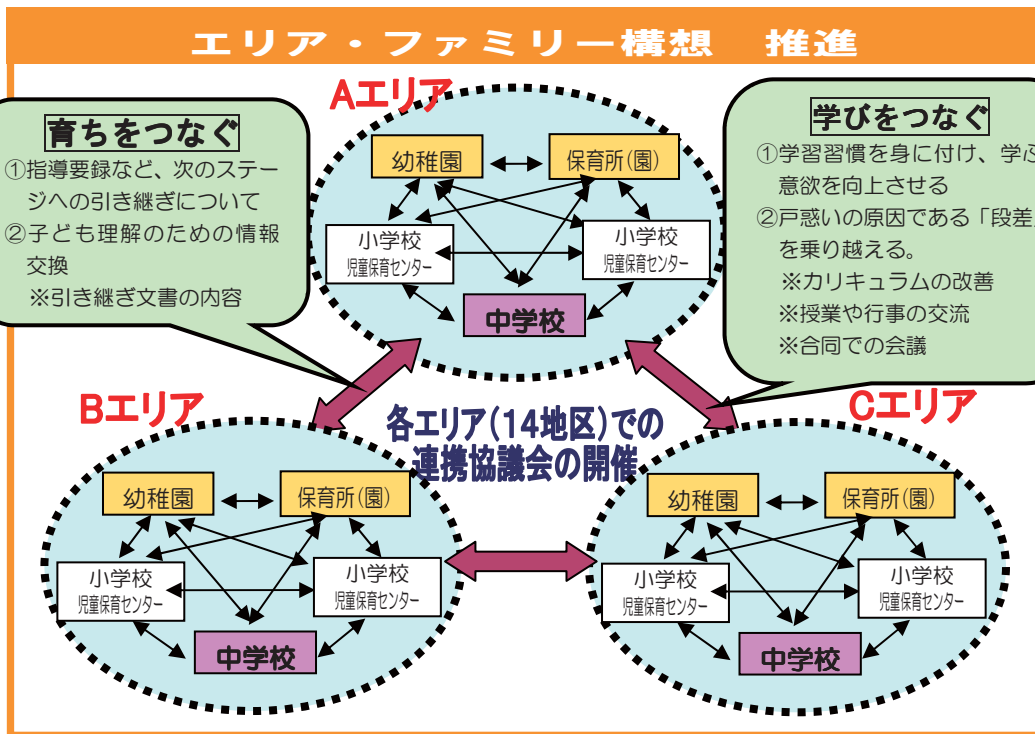 エリア・ファミリー構想　推進
Aエリア
育ちをつなぐ
①指導要録など、次のステー
ジへの引き継ぎについて
②子ども理解のための情報
交換
※引き継ぎ文書の内容
学びをつなぐ
①学習習慣を身に付け、学ぶ
意欲を向上させる
②戸惑いの原因である「段差」
を乗り越える。
※カリキュラムの改善
※授業や行事の交流
※合同での会議
幼稚園
保育所(園)
小学校
児童保育センター
小学校
児童保育センター
中学校
各エリア(14地区)での
連携協議会の開催
Bエリア
幼稚園
保育所(園)
小学校
児童保育センター
小学校
児童保育センター
中学校
Cエリア
幼稚園
保育所(園)
小学校
児童保育センター
小学校
児童保育センター
中学校